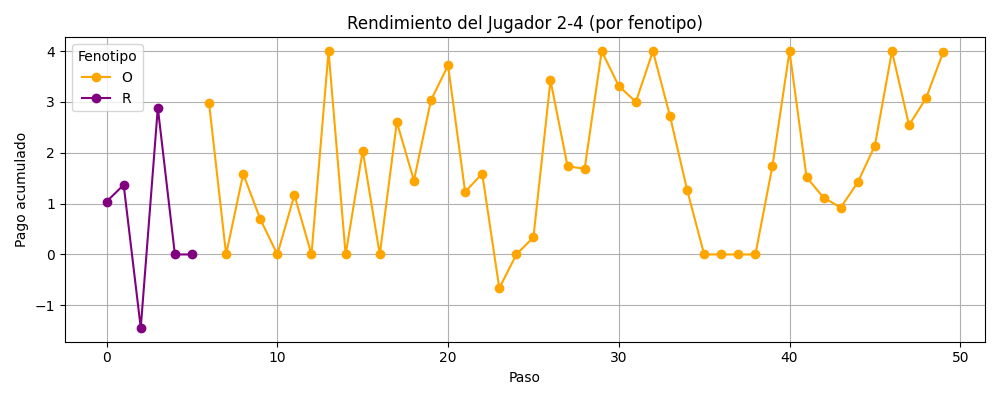 Rendimiento del Jugador 2-4 (por fenotipo)
Fenotipo
O
R
Pago acumulado
4
3
2
1
0
−1
0 10 20 30 40 50
Paso